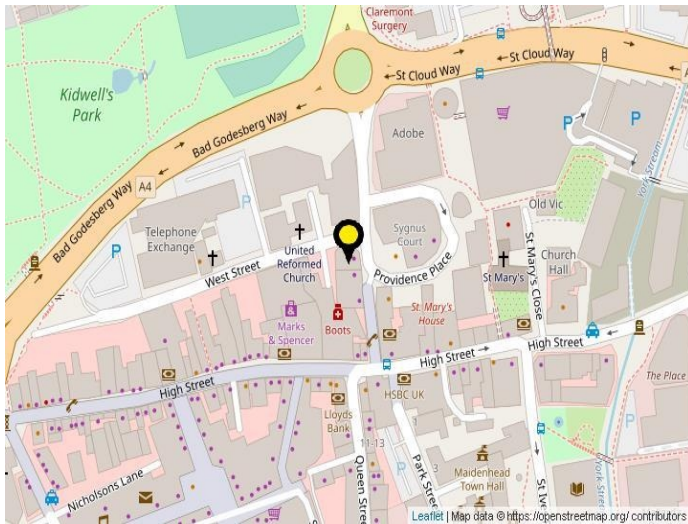 Claremont
Surgery
St Cloud Way
St Cloud Way
A
Kidwell's
Park
Bad Godesberg Way
Adobe
P
P
York Stream
Bad Godesberg Way
A4
P
Old Vic
Telephone
Exchange
United
Reformed
Church
Sygnus
Court
St Mary's Close
Church
Hall
P
West Street
Providence Place
St Mary's
Marks
& Spencer
Boots
St. Mary's
House
High Street
High Street
High Street
The Place
HSBC UK
Lloyds
Bank
11-13
P
P
Queen Street
Park Street
Maidenhead
Town Hall
St Ives
York Stream
Nicholsons Lane
Leaflet | Map data © https://openstreetmap.org/ contributors